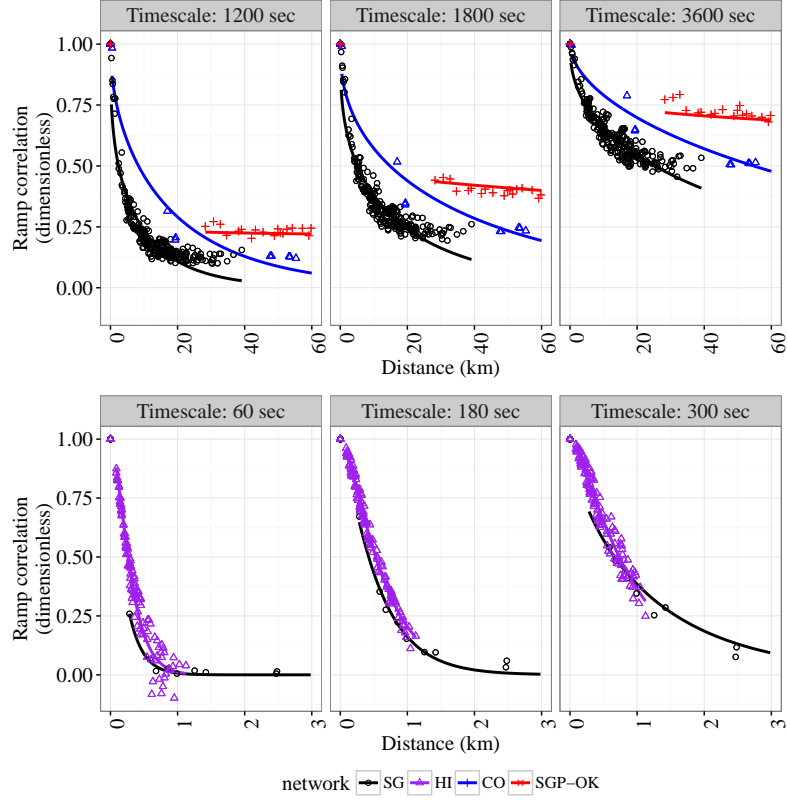 Timescale: 1200 sec
Timescale: 1800 sec
Timescale: 3600 sec
1.00
0.75
0.50
0.25
0.00
Ramp correlation
(dimensionless)
0
20
40
60
0
20
40
60
0
20
40
60
Distance (km)
Timescale: 60 sec
Timescale: 180 sec
Timescale: 300 sec
1.00
0.75
0.50
0.25
0.00
Ramp correlation
(dimensionless)
0
1
2
3
0
1
2
3
0
1
2
3
Distance (km)
network SG HI CO SGP−OK